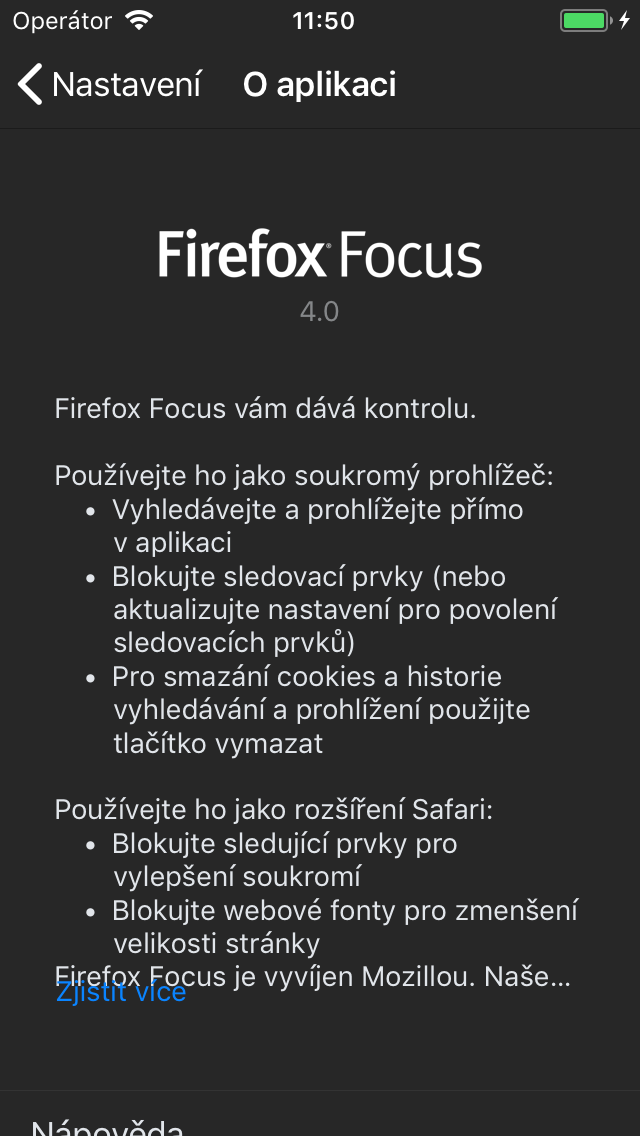 Operátor 11:50
Nastavení O aplikaci
Firefox Focus
4.0
Firefox Focus vám dává kontrolu.
Používejte ho jako soukromý prohlížeč:
• Vyhledávejte a prohlížejte přímo
v aplikaci
• Blokujte sledovací prvky (nebo
aktualizujte nastavení pro povolení
sledovacích prvků)
• Pro smazání cookies a historie
vyhledávání a prohlížení použijte
tlačítko vymazat
Používejte ho jako rozšíření Safari:
• Blokujte sledující prvky pro
vylepšení soukromí
• Blokujte webové fonty pro zmenšení
velikosti stránky
Firefox Focus je vyvíjen Mozillou. Naše...
Zjistit více
Nápověda